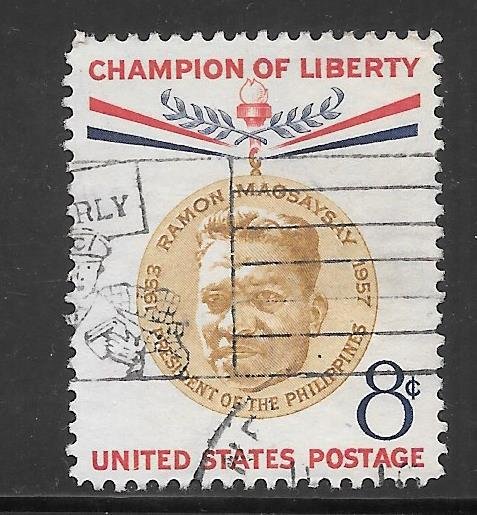 CHAMPION OF LIBERTY
RAMON MAGSAYSAY
1953 1957
PRESIDENT OF THE PHILIPPINES
RLY
8¢
UNITED STATES POSTAGE